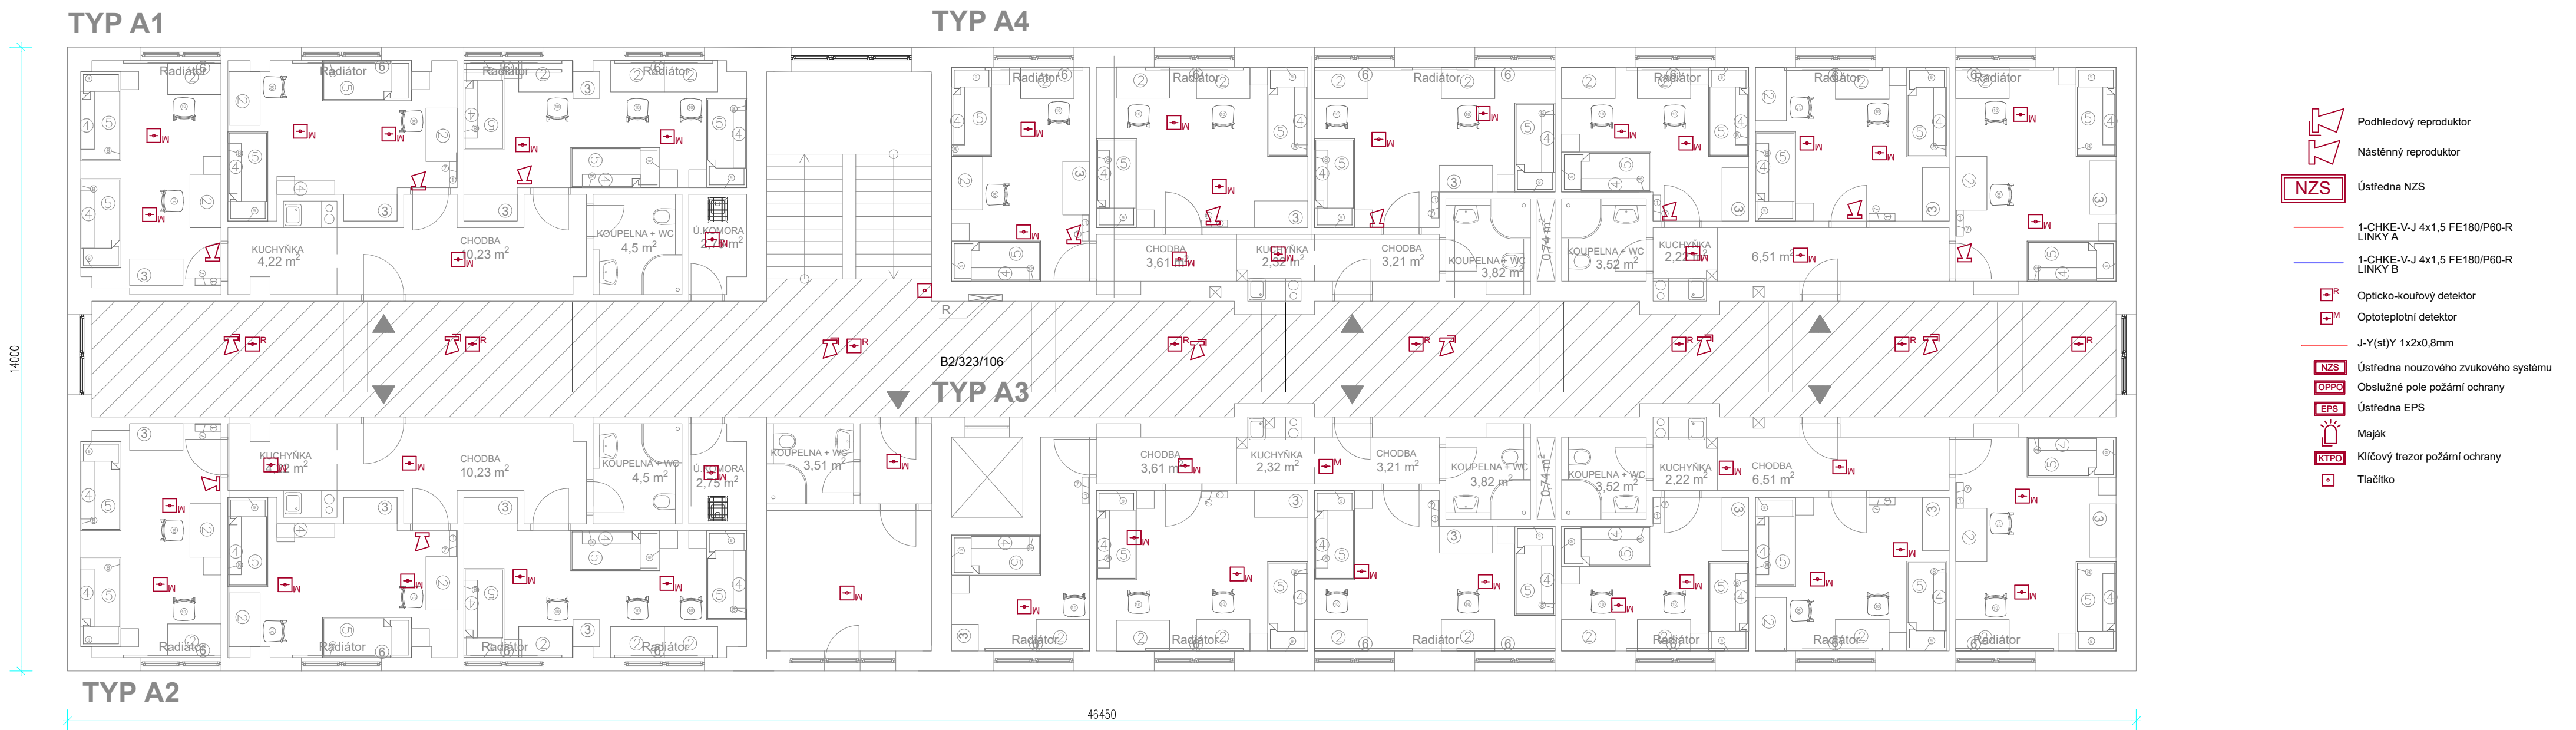 TYP A1
TYP A4
Radiátor
Radiátor
Radiátor
Radiátor
Radiátor
Radiátor
Radiátor
Radiátor
Radiátor
Radiátor
KUCHYŇKA
4,22 m2
CHODBA
10,23 m2
KOUPELNA + WC
4,5 m2
Ú.KOMORA
CHODBA
3,61 m2
KUCHYŇKA
2,32 m2
CHODBA
3,21 m2
KOUPELNA + WC
3,82 m2
0,74 m2
KOUPELNA + WC
3,52 m2
KUCHYŇKA
2,22 m2
6,51 m2
R
B2/323/106
TYP A3
14000
KUCHYŇKA
4,22 m2
CHODBA
10,23 m2
KOUPELNA + WC
4,5 m2
Ú.KOMORA
2,75 m2
KOUPELNA + WC
3,51 m2
CHODBA
3,61 m2
KUCHYŇKA
2,32 m2
CHODBA
3,21 m2
KOUPELNA + WC
3,82 m2
0,74 m2
KOUPELNA + WC
3,52 m2
KUCHYŇKA
2,22 m2
CHODBA
6,51 m2
Radiátor
Radiátor
Radiátor
Radiátor
Radiátor
Radiátor
Radiátor
Radiátor
Radiátor
Radiátor
TYP A2
46450
Podhledový reproduktor
Nástěnný reproduktor
NZS Ústředna NZS
1-CHKE-V-J 4x1,5 FE180/P60-R
LINKY A
1-CHKE-V-J 4x1,5 FE180/P60-R
LINKY B
R Opticko-kouřový detektor
M Optoteplotní detektor
J-Y(st)Y 1x2x0,8mm
NZS Ústředna nouzového zvukového systému
OPPO Obslužné pole požární ochrany
EPS Ústředna EPS
Maják
KTPO Klíčový trezor požární ochrany
Tlačítko